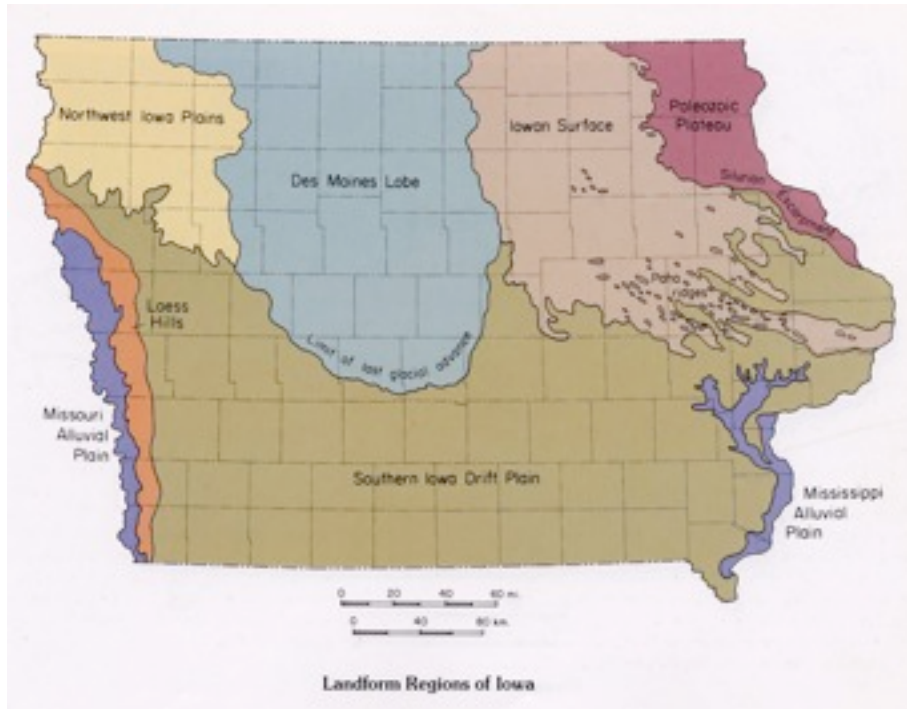 Northwest Iowa Plains
Des Moines Lobe
Iowan Surface
Paleozoic
Plateau
Silurian Escarpment
Paha
ridges
Loess
Hills
Limit of last glacial advance
Missouri
Alluvial
Plain
Southern Iowa Drift Plain
Mississippi
Alluvial
Plain
0 20 40 60 mi.
0 40 80 km.
Landform Regions of Iowa